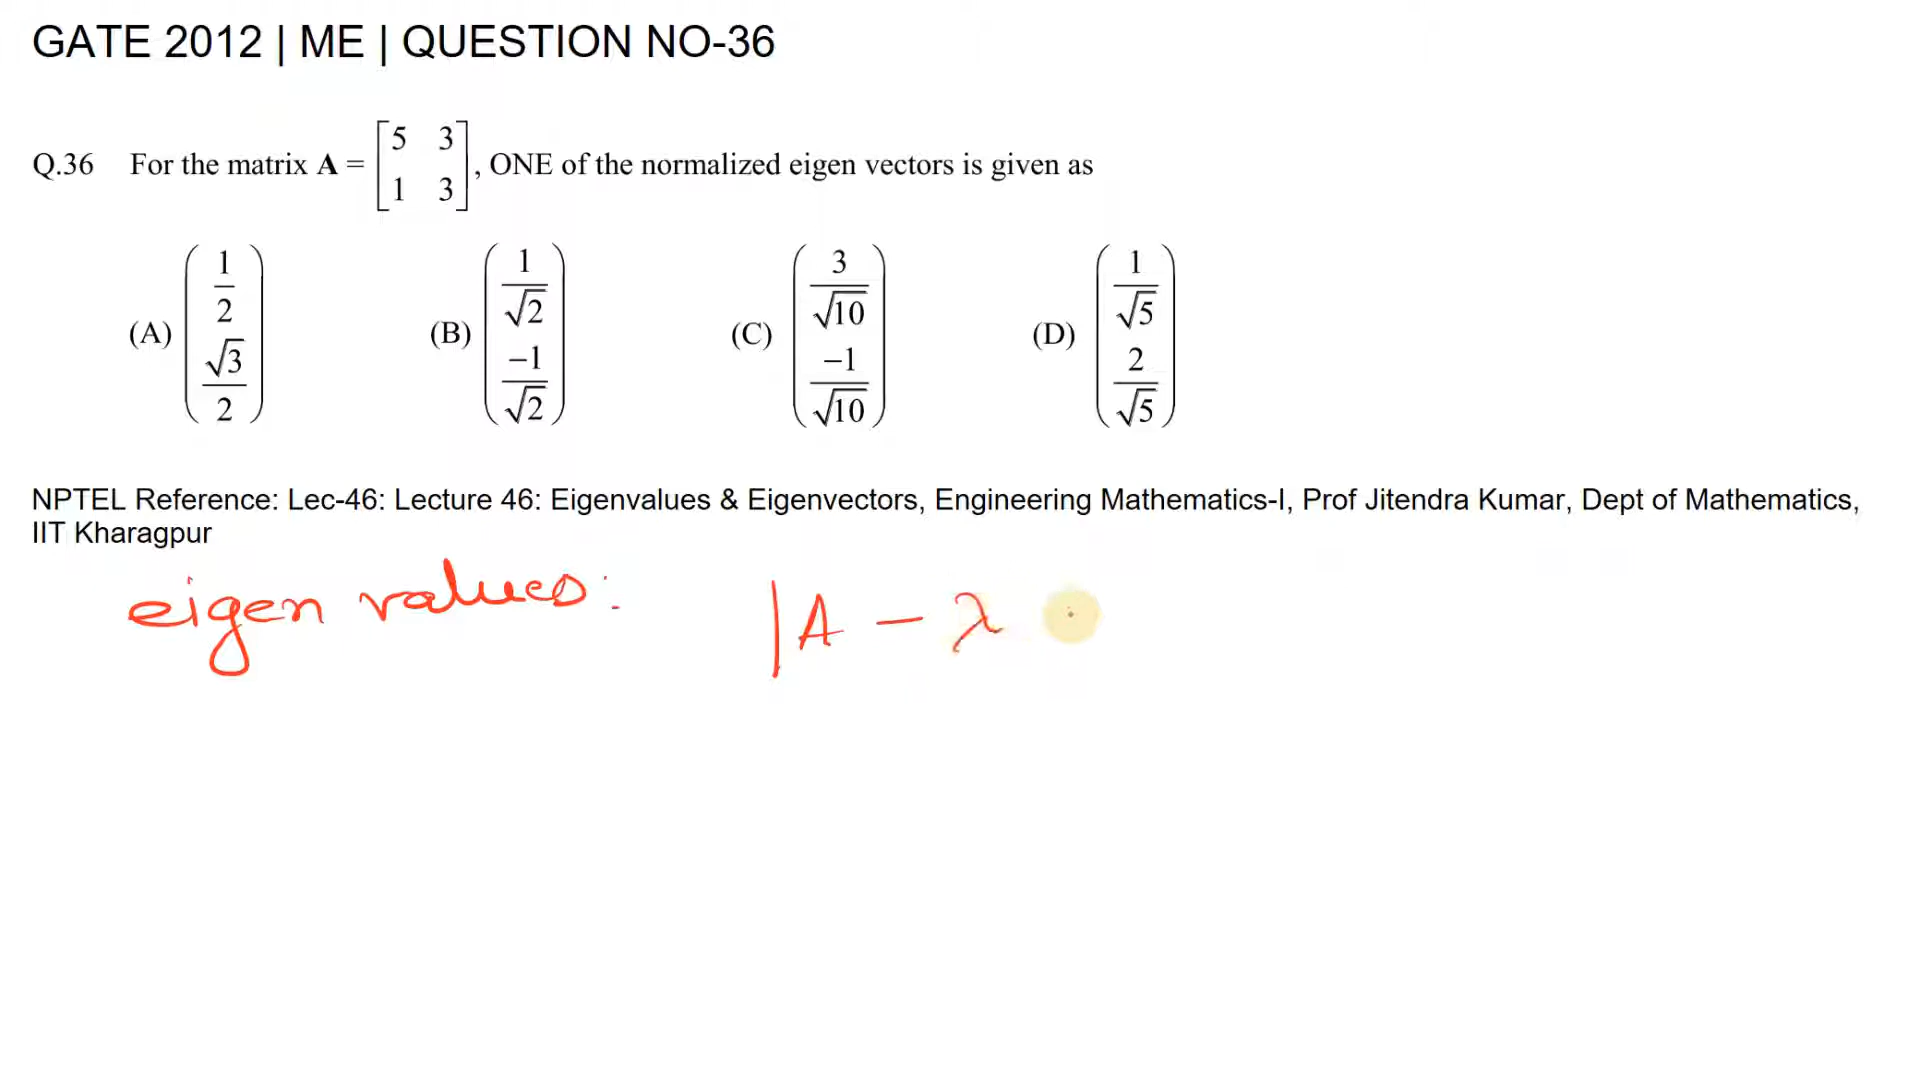 GATE 2012 | ME | QUESTION NO-36
Q.36 For the matrix A = [5 3; 1 3], ONE of the normalized eigen vectors is given as
(A) (1/2, √3/2) (B) (1/√2, −1/√2) (C) (3/√10, −1/√10) (D) (1/√5, 2/√5)
NPTEL Reference: Lec-46: Lecture 46: Eigenvalues & Eigenvectors, Engineering Mathematics-I, Prof Jitendra Kumar, Dept of Mathematics,
IIT Kharagpur
eigen values: |A − λ